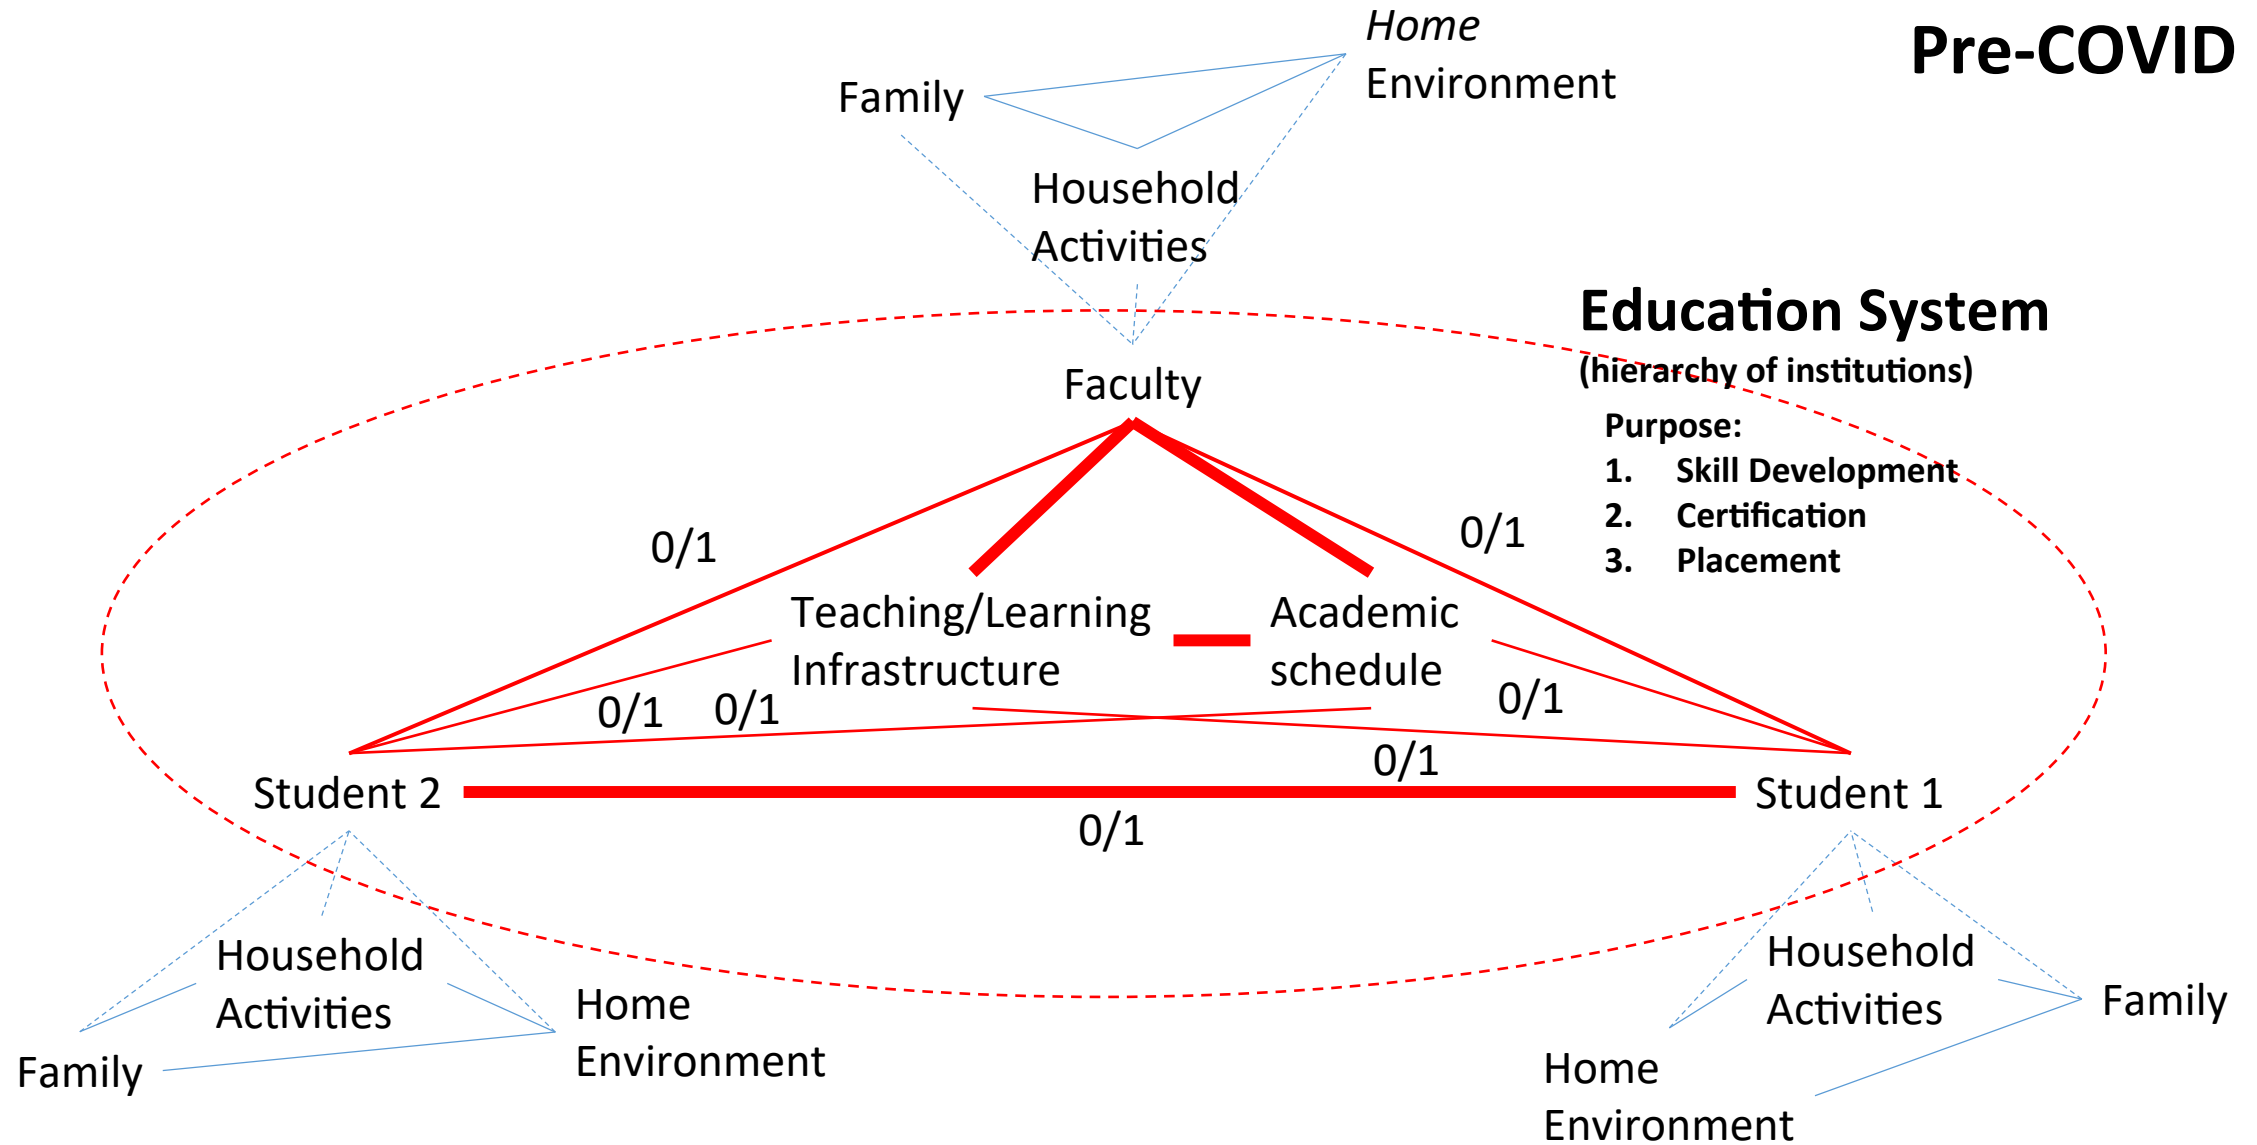 Pre-COVID
Home
Environment
Family
Household
Activities
Education System
(hierarchy of institutions)
Purpose:
1. Skill Development
2. Certification
3. Placement
Faculty
0/1
0/1
Teaching/Learning
Infrastructure
Academic
schedule
0/1
0/1
0/1
0/1
Student 2
Student 1
0/1
Household
Activities
Family
Home
Environment
Household
Activities
Family
Home
Environment